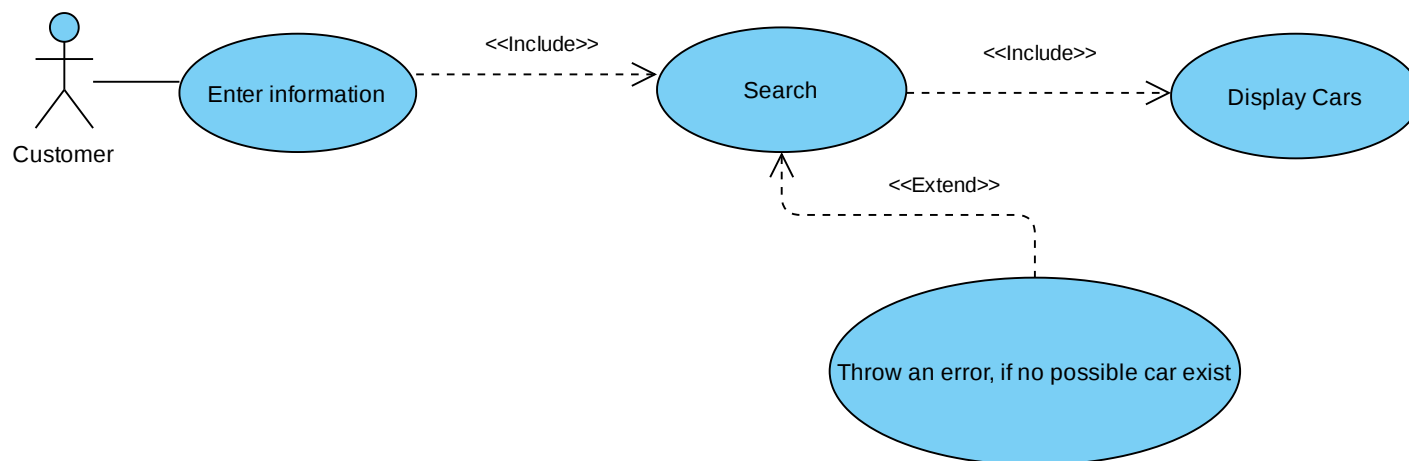 <<Include>>
<<Include>>
Enter information
Search
Display Cars
Customer
<<Extend>>
Throw an error, if no possible car exist